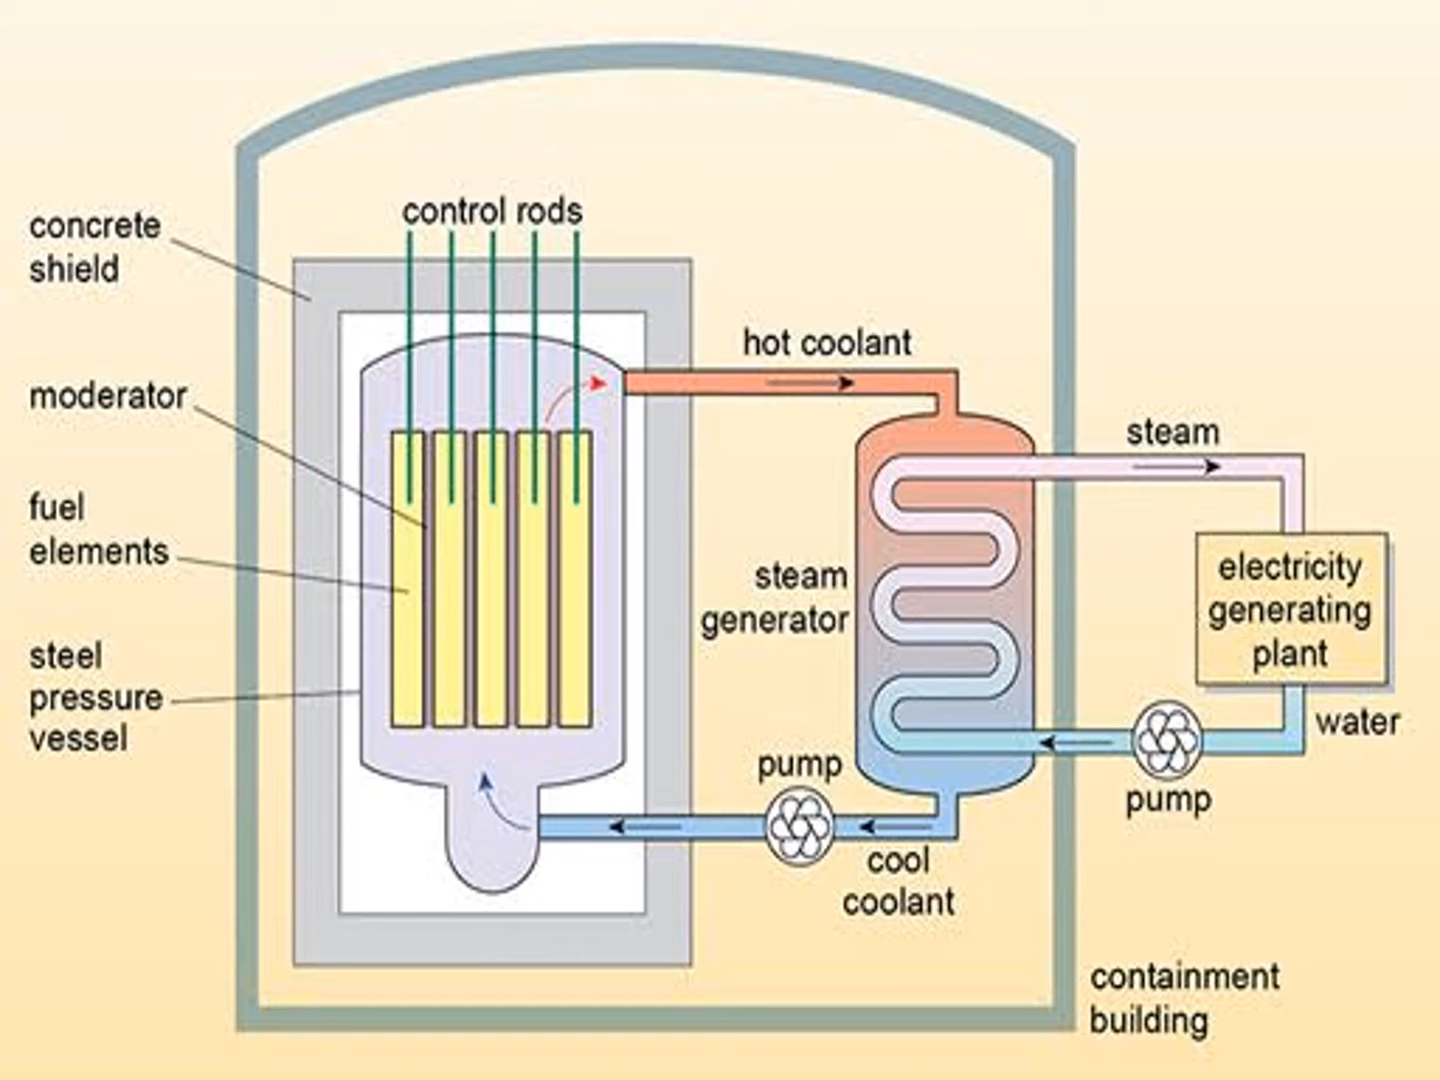 control rods
concrete
shield
hot coolant
moderator
steam
fuel
elements
electricity
generating
plant
steam
generator
steel
pressure
vessel
water
pump
pump
cool
coolant
containment
building